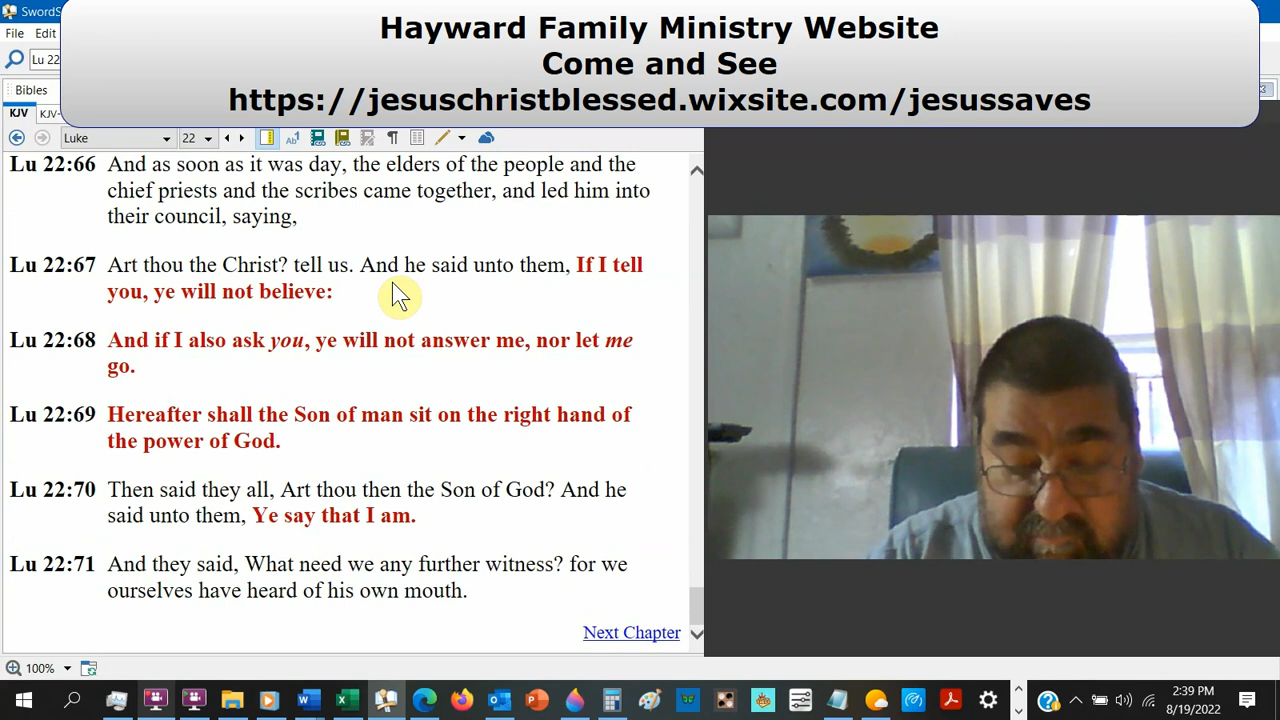 SwordS
Hayward Family Ministry Website
Come and See
https://jesuschristblessed.wixsite.com/jesussaves
File Edit
Lu 22
Bibles
KJV KJV-
Luke 22
Lu 22:66 And as soon as it was day, the elders of the people and the
chief priests and the scribes came together, and led him into
their council, saying,
Lu 22:67 Art thou the Christ? tell us. And he said unto them, If I tell
you, ye will not believe:
Lu 22:68 And if I also ask you, ye will not answer me, nor let me
go.
Lu 22:69 Hereafter shall the Son of man sit on the right hand of
the power of God.
Lu 22:70 Then said they all, Art thou then the Son of God? And he
said unto them, Ye say that I am.
Lu 22:71 And they said, What need we any further witness? for we
ourselves have heard of his own mouth.
Next Chapter
100%
2:39 PM
8/19/2022